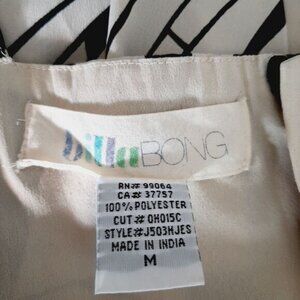 billaBONG
RN# 99064
CA# 37757
100% POLYESTER
CUT# 0H015C
STYLE#J503HJES
MADE IN INDIA
M